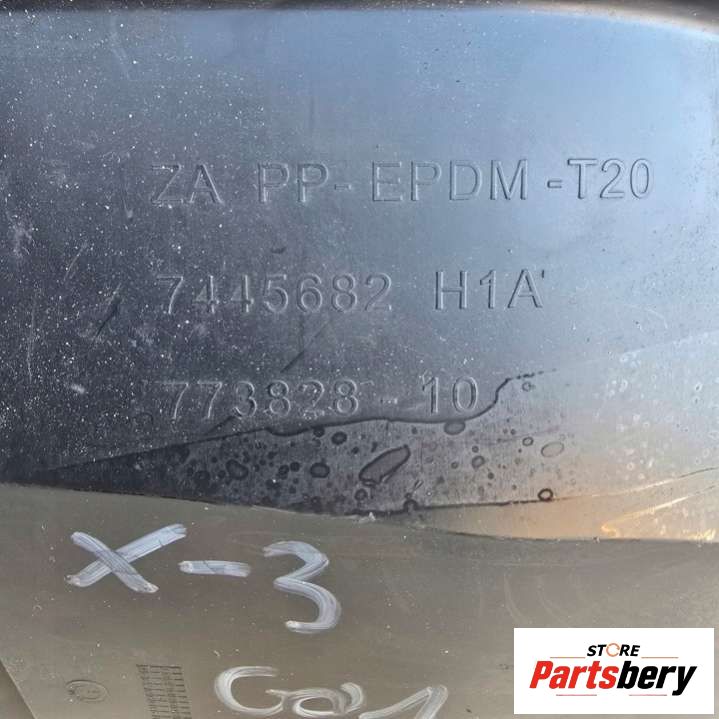 ZA PP-EPDM-T20
7445682 H1A
773828-10
X-3
STORE
Partsbery